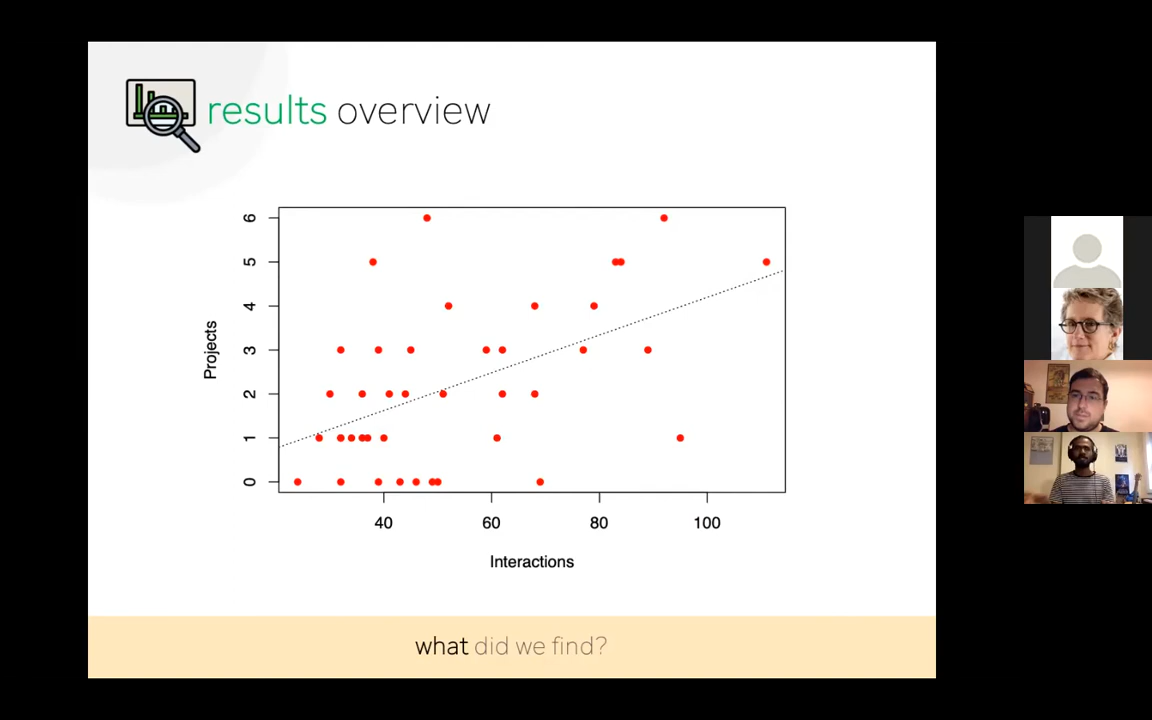 results overview
6
5
4
3
2
1
0
Projects
40 60 80 100
Interactions
what did we find?